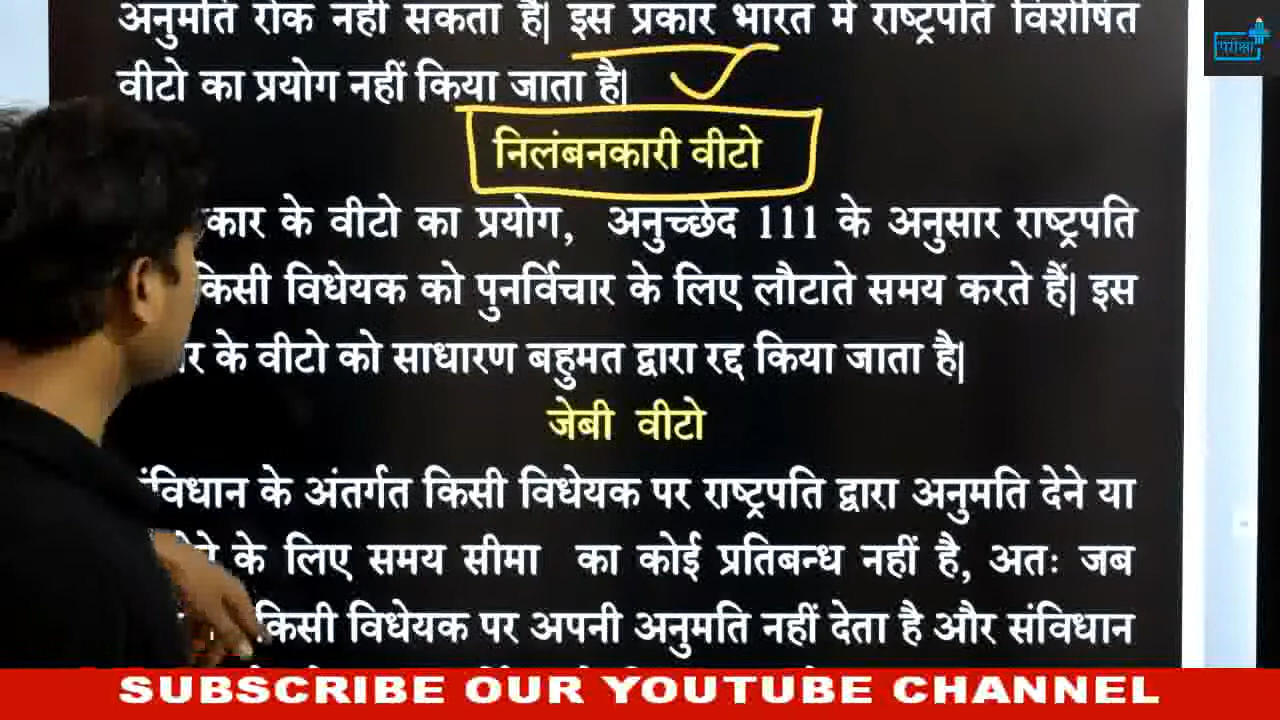 अनुमति रोक नहीं सकता है| इस प्रकार भारत में राष्ट्रपति विशेषित
परीक्षा
वीटो का प्रयोग नहीं किया जाता है|
निलंबनकारी वीटो
कार के वीटो का प्रयोग, अनुच्छेद 111 के अनुसार राष्ट्रपति
किसी विधेयक को पुनर्विचार के लिए लौटाते समय करते हैं| इस
र के वीटो को साधारण बहुमत द्वारा रद्द किया जाता है|
जेबी वीटो
संविधान के अंतर्गत किसी विधेयक पर राष्ट्रपति द्वारा अनुमति देने या
के लिए समय सीमा का कोई प्रतिबन्ध नहीं है, अतः जब
किसी विधेयक पर अपनी अनुमति नहीं देता है और संविधान
SUBSCRIBE OUR YOUTUBE CHANNEL